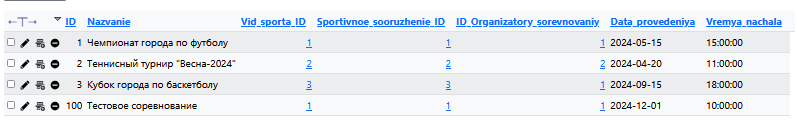 ←T→ ID Nazvanie Vid_sporta_ID Sportivnoe_sooruzhenie_ID ID_Organizatory_sorevnovaniy Data_provedeniya Vremya_nachala
1 Чемпионат города по футболу 1 1 1 2024-05-15 15:00:00
2 Теннисный турнир "Весна-2024" 2 2 2 2024-04-20 11:00:00
3 Кубок города по баскетболу 3 3 1 2024-09-15 18:00:00
100 Тестовое соревнование 1 1 1 2024-12-01 10:00:00